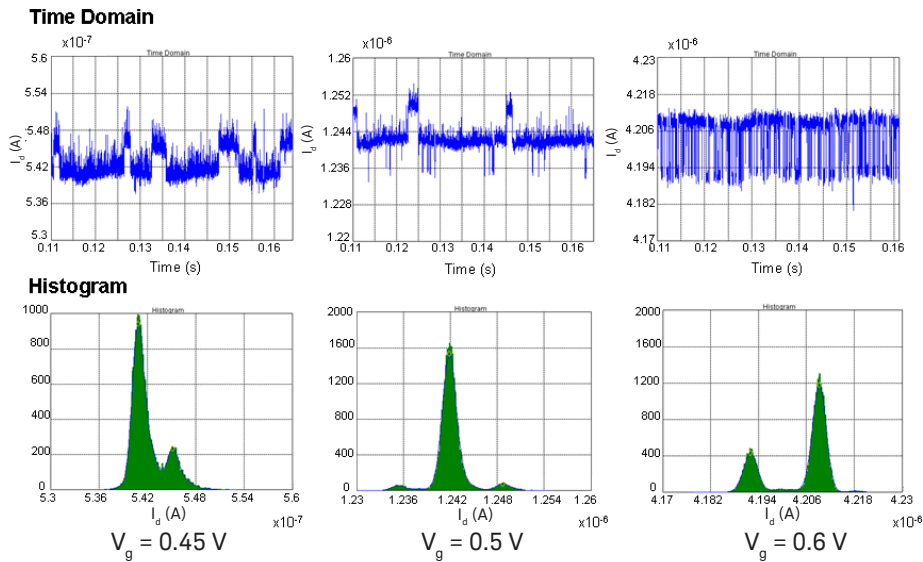 Time Domain
x10-7
Time Domain
5.6
5.54
5.48
5.42
5.36
5.3
Id (A)
0.11 0.12 0.13 0.14 0.15 0.16
Time (s)
x10-6
Time Domain
1.26
1.252
1.244
1.236
1.228
1.22
Id (A)
0.11 0.12 0.13 0.14 0.15 0.16
Time (s)
x10-6
Time Domain
4.23
4.218
4.206
4.194
4.182
4.17
Id (A)
0.11 0.12 0.13 0.14 0.15 0.16
Time (s)
Histogram
Histogram
1000
800
600
400
200
0
5.3 5.36 5.42 5.48 5.54 5.6
Id (A)
x10-7
Vg = 0.45 V
Histogram
2000
1600
1200
800
400
0
1.23 1.236 1.242 1.248 1.254 1.26
Id (A)
x10-6
Vg = 0.5 V
Histogram
2000
1600
1200
800
400
0
4.17 4.182 4.194 4.206 4.218 4.23
Id (A)
x10-6
Vg = 0.6 V